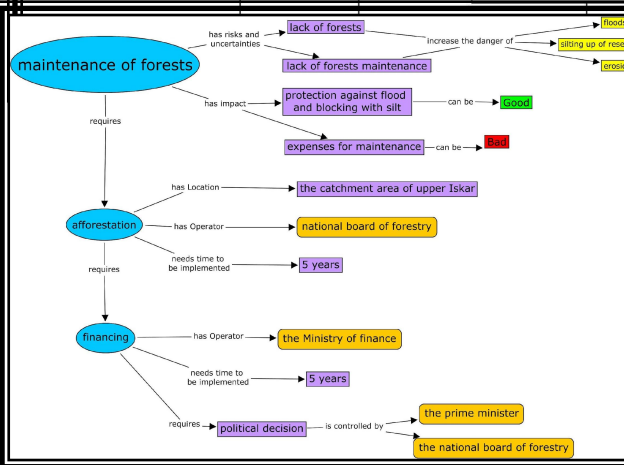 has risks and
uncertainties
lack of forests
floods
increase the danger of
silting up of rese
maintenance of forests
lack of forests maintenance
erosio
protection against flood
and blocking with silt
has impact
can be
Good
requires
expenses for maintenance
can be
Bad
has Location
the catchment area of upper Iskar
afforestation
has Operator
national board of forestry
needs time to
be implemented
5 years
requires
financing
has Operator
the Ministry of finance
needs time to
be implemented
5 years
requires
political decision
is controlled by
the prime minister
the national board of forestry